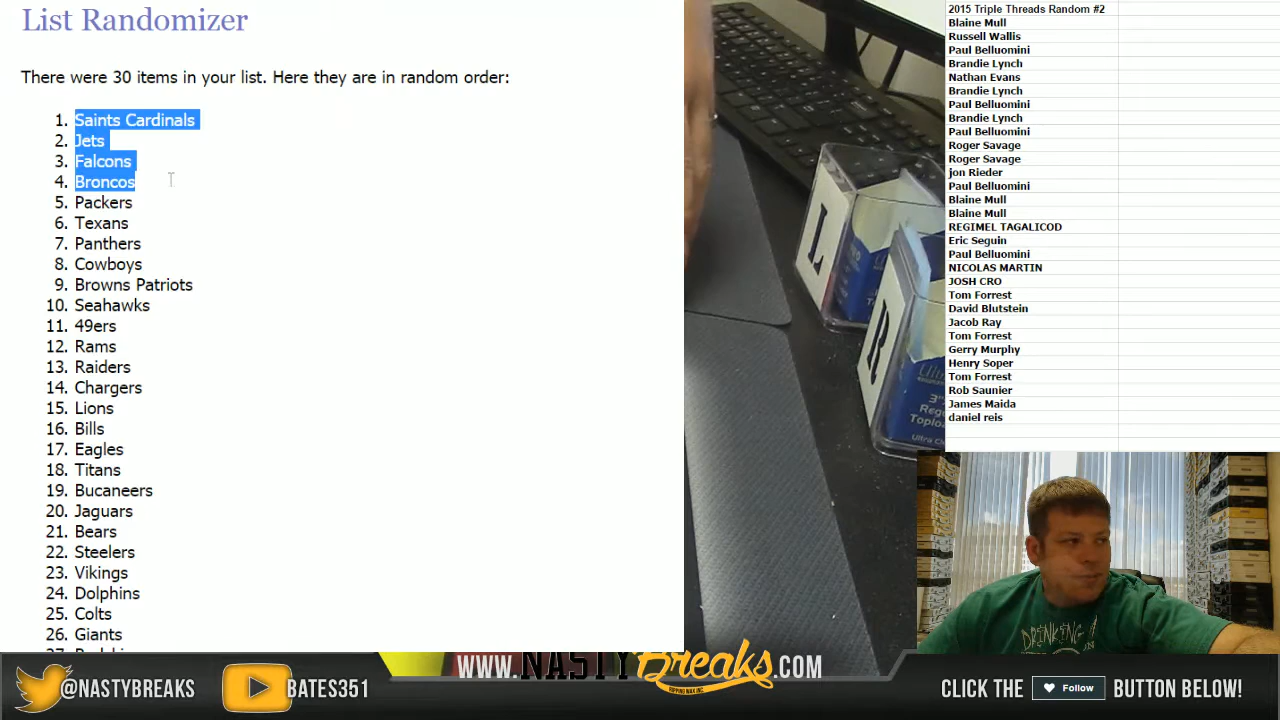 List Randomizer
There were 30 items in your list. Here they are in random order:
1. Saints Cardinals
2. Jets
3. Falcons
4. Broncos
5. Packers
6. Texans
7. Panthers
8. Cowboys
9. Browns Patriots
10. Seahawks
11. 49ers
12. Rams
13. Raiders
14. Chargers
15. Lions
16. Bills
17. Eagles
18. Titans
19. Bucaneers
20. Jaguars
21. Bears
22. Steelers
23. Vikings
24. Dolphins
25. Colts
26. Giants
L
R
3"
2015 Triple Threads Random #2
Blaine Mull
Russell Wallis
Paul Belluomini
Brandie Lynch
Nathan Evans
Brandie Lynch
Paul Belluomini
Brandie Lynch
Paul Belluomini
Roger Savage
Roger Savage
jon Rieder
Paul Belluomini
Blaine Mull
Blaine Mull
REGIMEL TAGALICOD
Eric Seguin
Paul Belluomini
NICOLAS MARTIN
JOSH CRO
Tom Forrest
David Blutstein
Jacob Ray
Tom Forrest
Gerry Murphy
Henry Soper
Tom Forrest
Rob Saunier
James Maida
daniel reis
DRINKING
@NASTYBREAKS
BATES351
WWW.NASTYBreaks.COM
RIPPING WAX INC.
CLICK THE Follow BUTTON BELOW!